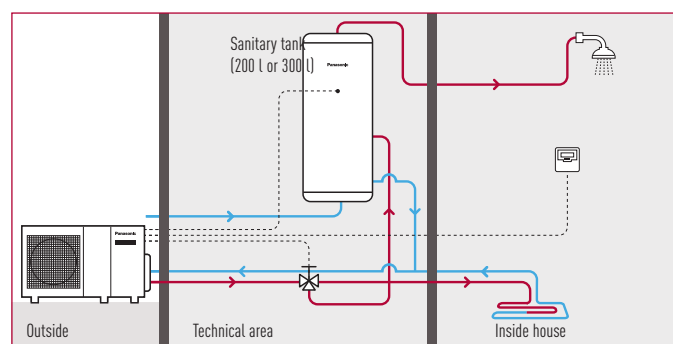 Sanitary tank
(200 l or 300 l)
Panasonic
Panasonic
Outside
Technical area
Inside house